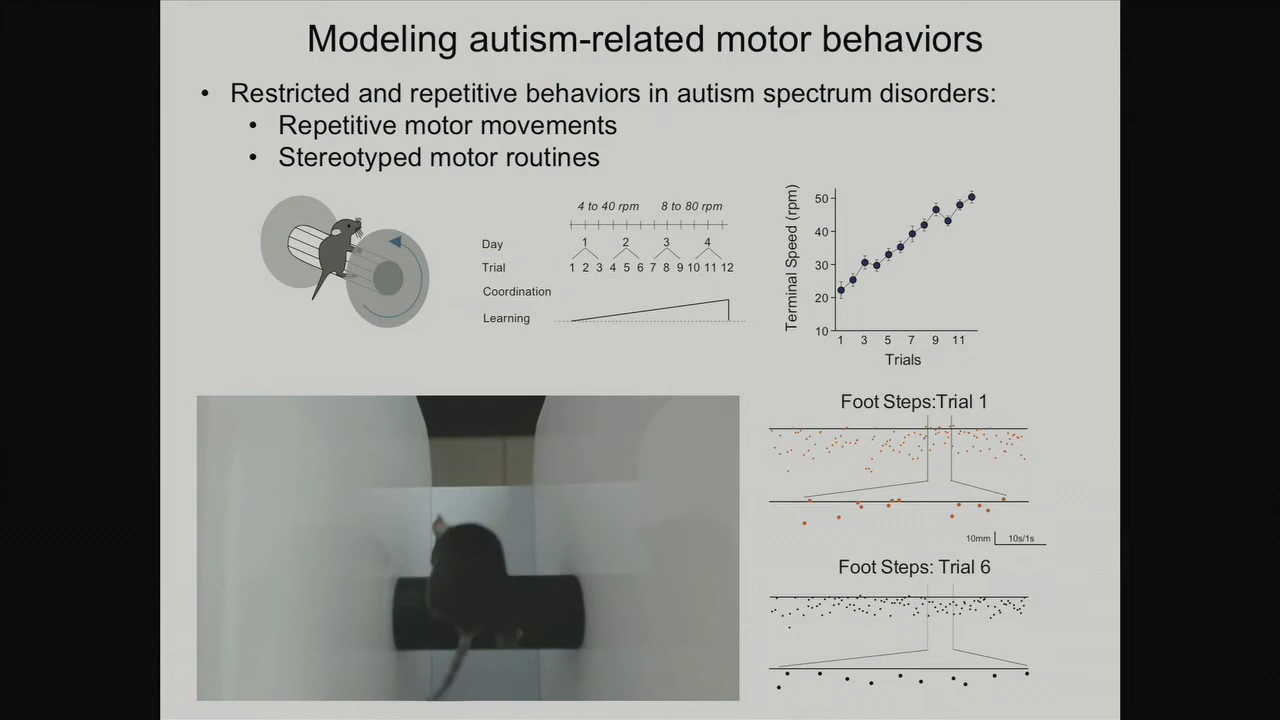 Modeling autism-related motor behaviors
• Restricted and repetitive behaviors in autism spectrum disorders:
• Repetitive motor movements
• Stereotyped motor routines
4 to 40 rpm 8 to 80 rpm
Day 1 2 3 4
Trial 1 2 3 4 5 6 7 8 9 10 11 12
Coordination
Learning
Terminal Speed (rpm)
50
40
30
20
10
1 3 5 7 9 11
Trials
Foot Steps:Trial 1
10mm 10s/1s
Foot Steps: Trial 6